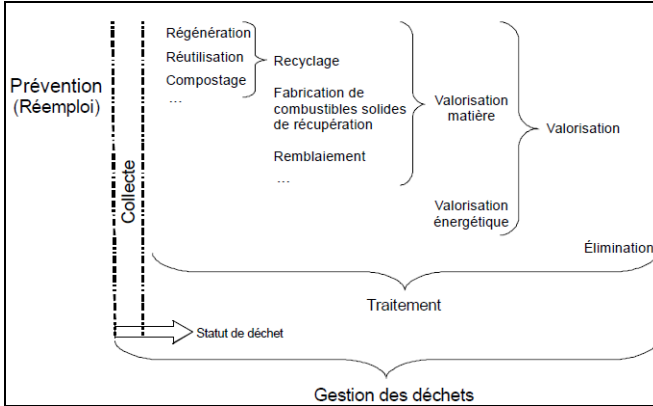 Régénération
Réutilisation
Compostage
...
Recyclage
Fabrication de
combustibles solides
de récupération
Remblaiement
...
Prévention
(Réemploi)
Collecte
Valorisation
matière
Valorisation
Valorisation
énergétique
Élimination
Traitement
Statut de déchet
Gestion des déchets